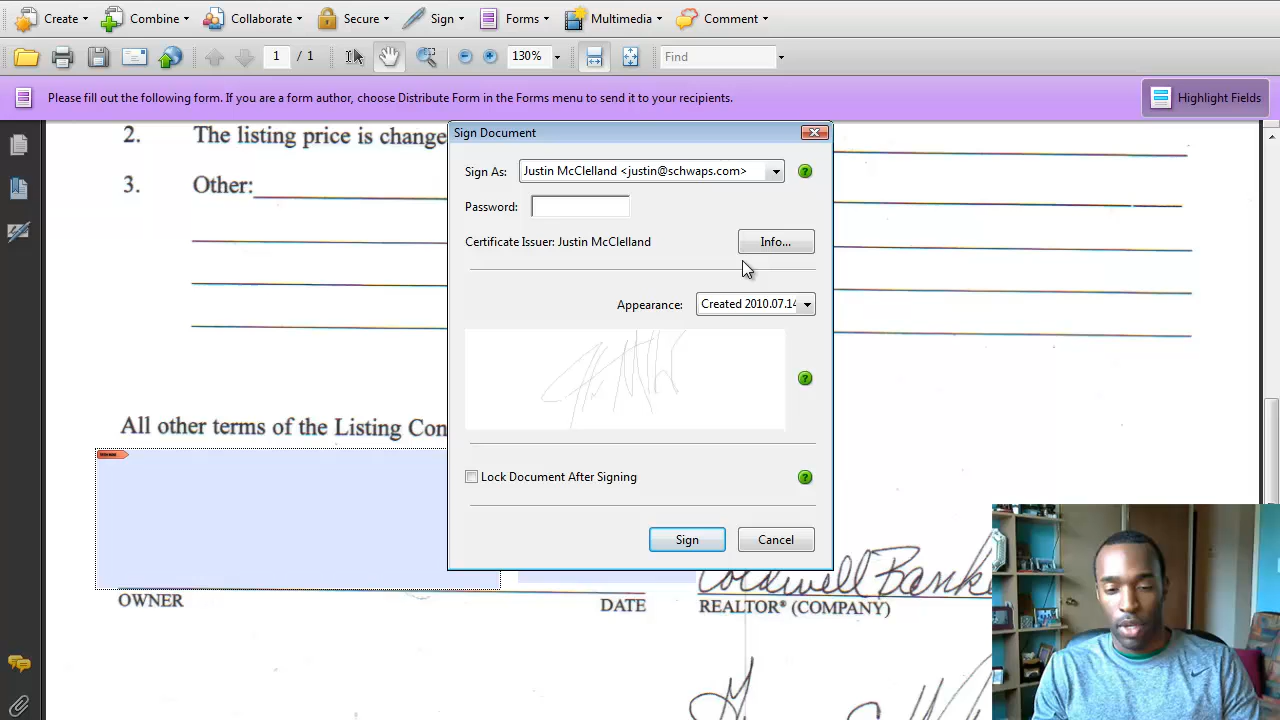 Create Combine Collaborate Secure Sign Forms Multimedia Comment
1 / 1 130% Find
Please fill out the following form. If you are a form author, choose Distribute Form in the Forms menu to send it to your recipients. Highlight Fields
2. The listing price is change
3. Other:
All other terms of the Listing Con
Sign Document
Sign As: Justin McClelland <justin@schwaps.com>
Password:
Certificate Issuer: Justin McClelland Info...
Appearance: Created 2010.07.14
Lock Document After Signing
Sign Cancel
Coldwell Banke
OWNER DATE REALTOR® (COMPANY)